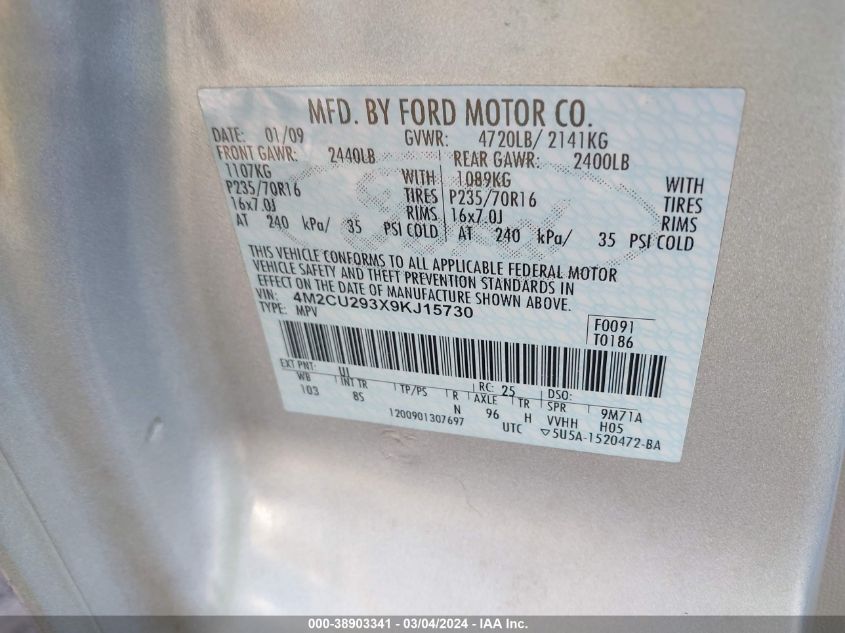 MFD. BY FORD MOTOR CO.
DATE: 01/09 GVWR: 4720LB/ 2141KG
FRONT GAWR: 2440LB REAR GAWR: 2400LB
1107KG WITH 1089KG WITH
P235/70R16 TIRES P235/70R16 TIRES
16x7.0J RIMS 16x7.0J RIMS
AT 240 kPa/ 35 PSI COLD AT 240 kPa/ 35 PSI COLD
THIS VEHICLE CONFORMS TO ALL APPLICABLE FEDERAL MOTOR
VEHICLE SAFETY AND THEFT PREVENTION STANDARDS IN
EFFECT ON THE DATE OF MANUFACTURE SHOWN ABOVE.
VIN: 4M2CU293X9KJ15730
TYPE: MPV
F0091
T0186
EXT PNT: UJ RC: 25 DSO:
WB INT TR TP/PS R AXLE TR SPR 9M71A
103 85 N 96 H VVHH H05
1200901307697 UTC ▽5U5A-1520472-BA
000-38903341 - 03/04/2024 - IAA Inc.